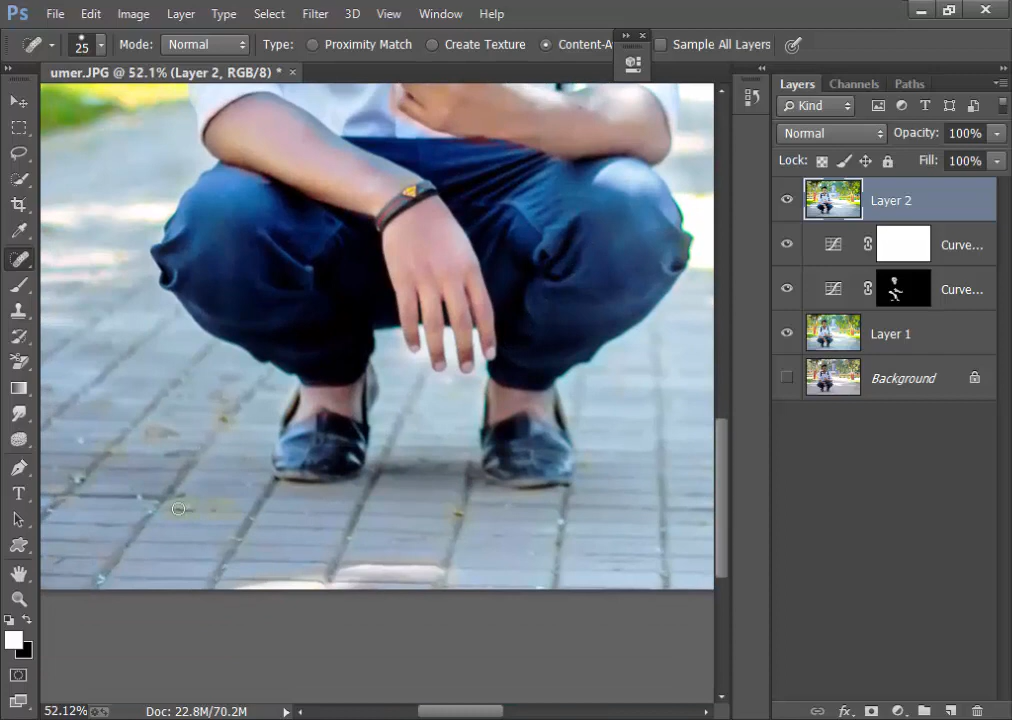 Ps File Edit Image Layer Type Select Filter 3D View Window Help
25 Mode: Normal Type: Proximity Match Create Texture Content-A Sample All Layers
umer.JPG @ 52.1% (Layer 2, RGB/8) * ×
Layers Channels Paths
Kind
Normal Opacity: 100%
Lock: Fill: 100%
Layer 2
Curve...
Curve...
Layer 1
Background
T
52.12% Doc: 22.8M/70.2M